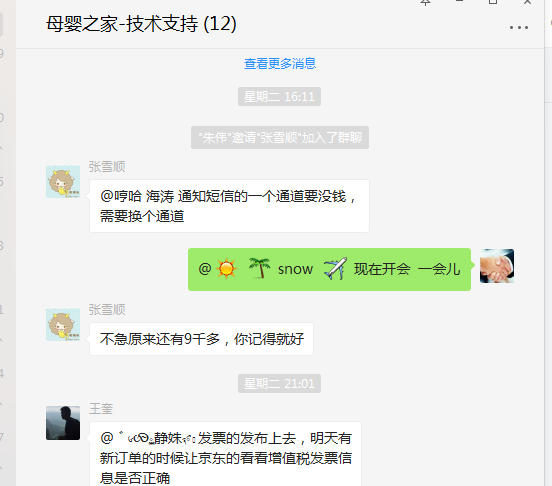 母婴之家-技术支持 (12)
查看更多消息
星期二 16:11
"朱伟"邀请"张雪顺"加入了群聊
张雪顺
@哼哈 海涛 通知短信的一个通道要没钱，
需要换个通道
@☀️ 🌴 snow ✈️ 现在开会 一会儿
张雪顺
不急原来还有9千多，你记得就好
星期二 21:01
王奎
静妹 发票的发布上去，明天有
新订单的时候让京东的看看增值税发票信
息是否正确